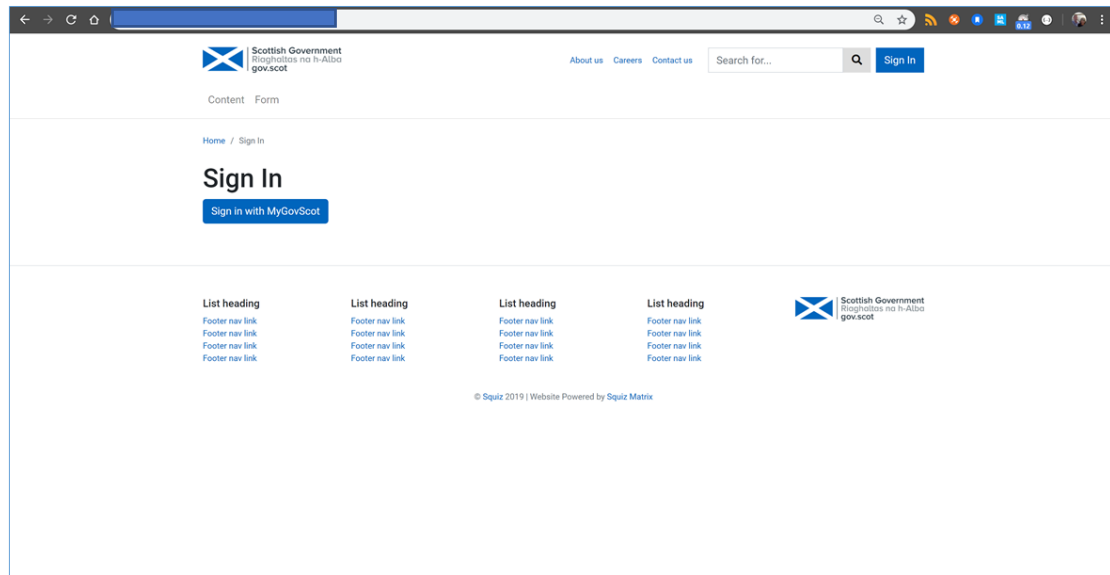 Scottish Government
Riaghaltas na h-Alba
gov.scot
About us Careers Contact us Search for... Sign In
Content Form
Home / Sign In
Sign In
Sign in with MyGovScot
List heading List heading List heading List heading
Footer nav link Footer nav link Footer nav link Footer nav link
Footer nav link Footer nav link Footer nav link Footer nav link
Footer nav link Footer nav link Footer nav link Footer nav link
Footer nav link Footer nav link Footer nav link Footer nav link
Scottish Government
Riaghaltas na h-Alba
gov.scot
© Squiz 2019 | Website Powered by Squiz Matrix
0.12